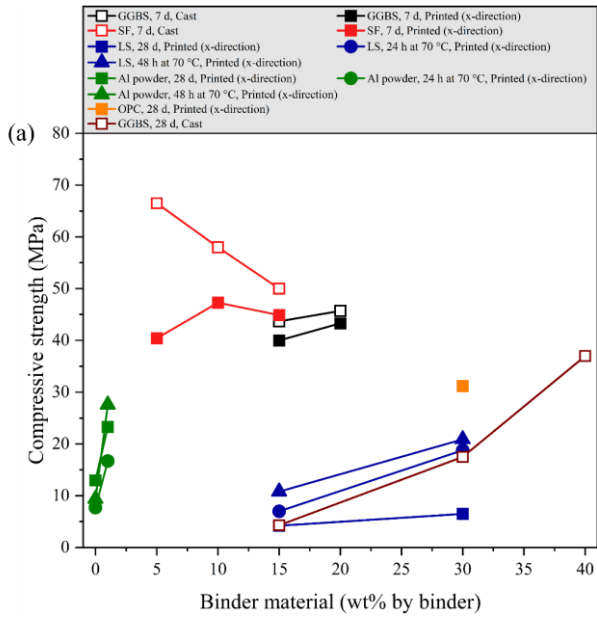 GGBS, 7 d, Cast
GGBS, 7 d, Printed (x-direction)
SF, 7 d, Cast
SF, 7 d, Printed (x-direction)
LS, 28 d, Printed (x-direction)
LS, 24 h at 70 °C, Printed (x-direction)
LS, 48 h at 70 °C, Printed (x-direction)
Al powder, 28 d, Printed (x-direction)
Al powder, 24 h at 70 °C, Printed (x-direction)
Al powder, 48 h at 70 °C, Printed (x-direction)
OPC, 28 d, Printed (x-direction)
GGBS, 28 d, Cast
(a)
Compressive strength (MPa)
80
70
60
50
40
30
20
10
0
0 5 10 15 20 25 30 35 40
Binder material (wt% by binder)